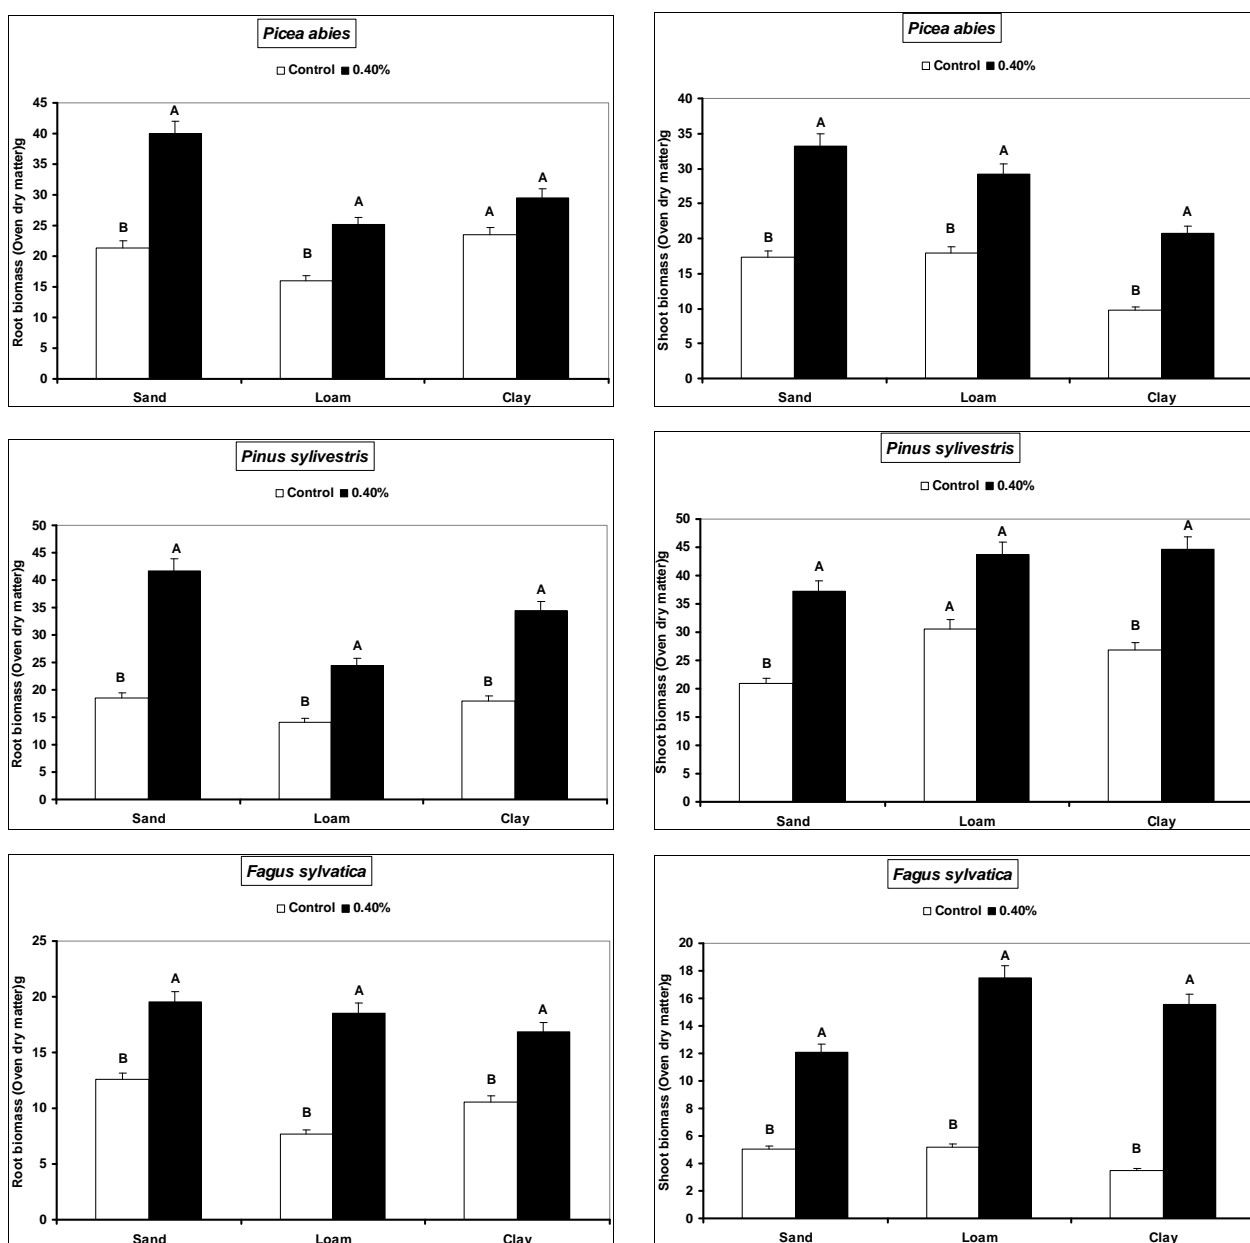 Picea abies
Control 0.40%
Root biomass (Oven dry matter)g
45
40
35
30
25
20
15
10
5
0
B
A
B
A
A
A
Sand Loam Clay
Picea abies
Control 0.40%
Shoot biomass (Oven dry matter)g
40
35
30
25
20
15
10
5
0
B
A
B
A
B
A
Sand Loam Clay
Pinus sylivestris
Control 0.40%
Root biomass (Oven dry matter)g
50
45
40
35
30
25
20
15
10
5
0
B
A
B
A
B
A
Sand Loam Clay
Pinus sylivestris
Control 0.40%
Shoot biomass (Oven dry matter)g
50
45
40
35
30
25
20
15
10
5
0
B
A
A
A
B
A
Sand Loam Clay
Fagus sylvatica
Control 0.40%
Root biomass (Oven dry matter)g
25
20
15
10
5
0
B
A
B
A
B
A
Sand Loam Clay
Fagus sylvatica
Control 0.40%
Shoot biomass (Oven dry matter)g
20
18
16
14
12
10
8
6
4
2
0
B
A
B
A
B
A
Sand Loam Clay